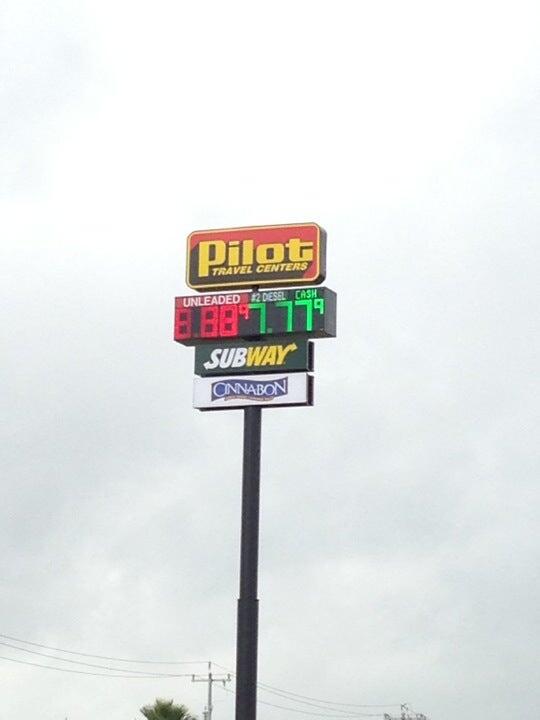 Pilot
TRAVEL CENTERS
UNLEADED #2 DIESEL CASH
8.889 7.779
SUBWAY
CINNABON